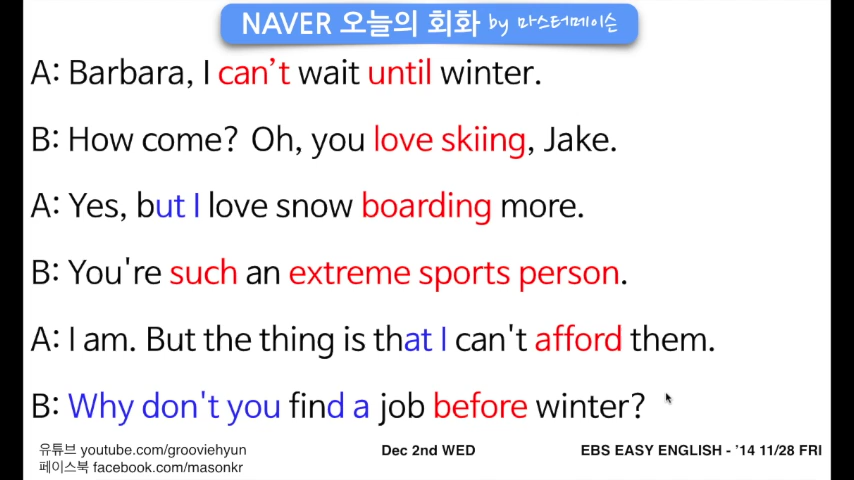 NAVER 오늘의 회화 by 마스터메이슨
A: Barbara, I can’t wait until winter.
B: How come? Oh, you love skiing, Jake.
A: Yes, but I love snow boarding more.
B: You're such an extreme sports person.
A: I am. But the thing is that I can't afford them.
B: Why don't you find a job before winter?
유튜브 youtube.com/grooviehyun
페이스북 facebook.com/masonkr
Dec 2nd WED
EBS EASY ENGLISH - ’14 11/28 FRI